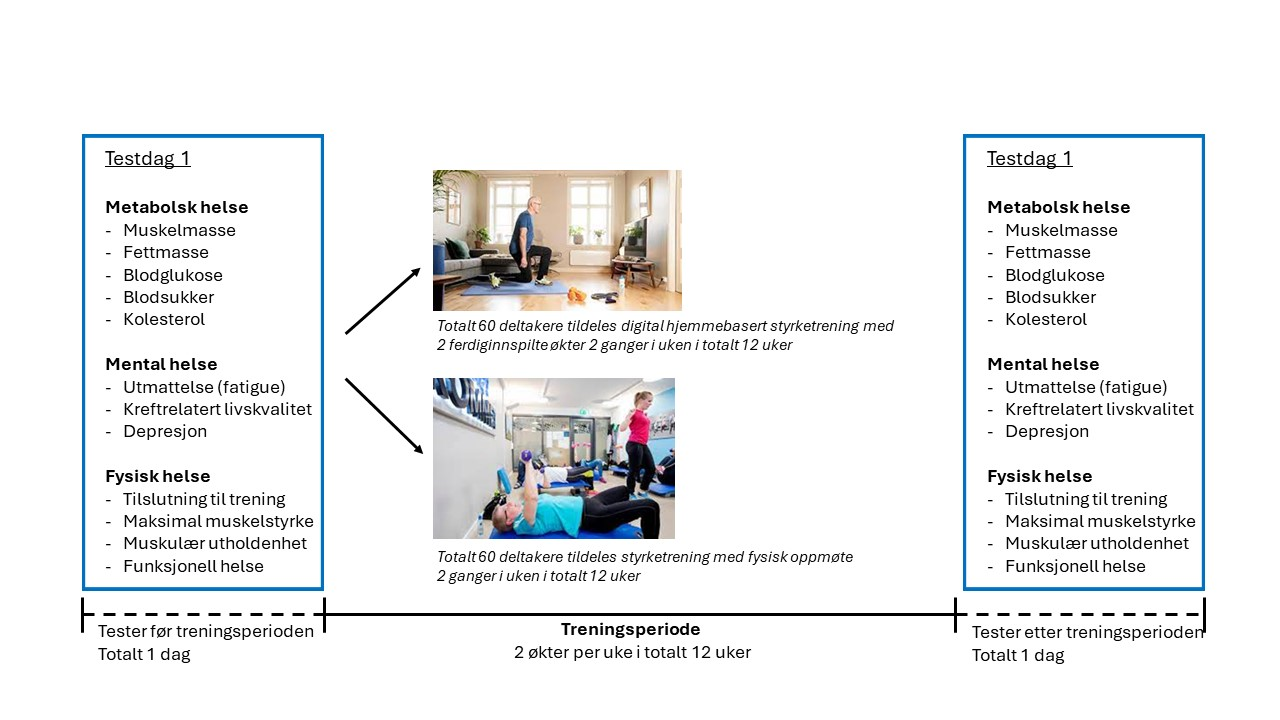 Testdag 1
Metabolsk helse
- Muskelmasse
- Fettmasse
- Blodglukose
- Blodsukker
- Kolesterol
Mental helse
- Utmattelse (fatigue)
- Kreftrelatert livskvalitet
- Depresjon
Fysisk helse
- Tilslutning til trening
- Maksimal muskelstyrke
- Muskulær utholdenhet
- Funksjonell helse
Totalt 60 deltakere tildeles digital hjemmebasert styrketrening med
2 ferdiginnspilte økter 2 ganger i uken i totalt 12 uker
Totalt 60 deltakere tildeles styrketrening med fysisk oppmøte
2 ganger i uken i totalt 12 uker
Testdag 1
Metabolsk helse
- Muskelmasse
- Fettmasse
- Blodglukose
- Blodsukker
- Kolesterol
Mental helse
- Utmattelse (fatigue)
- Kreftrelatert livskvalitet
- Depresjon
Fysisk helse
- Tilslutning til trening
- Maksimal muskelstyrke
- Muskulær utholdenhet
- Funksjonell helse
Tester før treningsperioden
Totalt 1 dag
Treningsperiode
2 økter per uke i totalt 12 uker
Tester etter treningsperioden
Totalt 1 dag